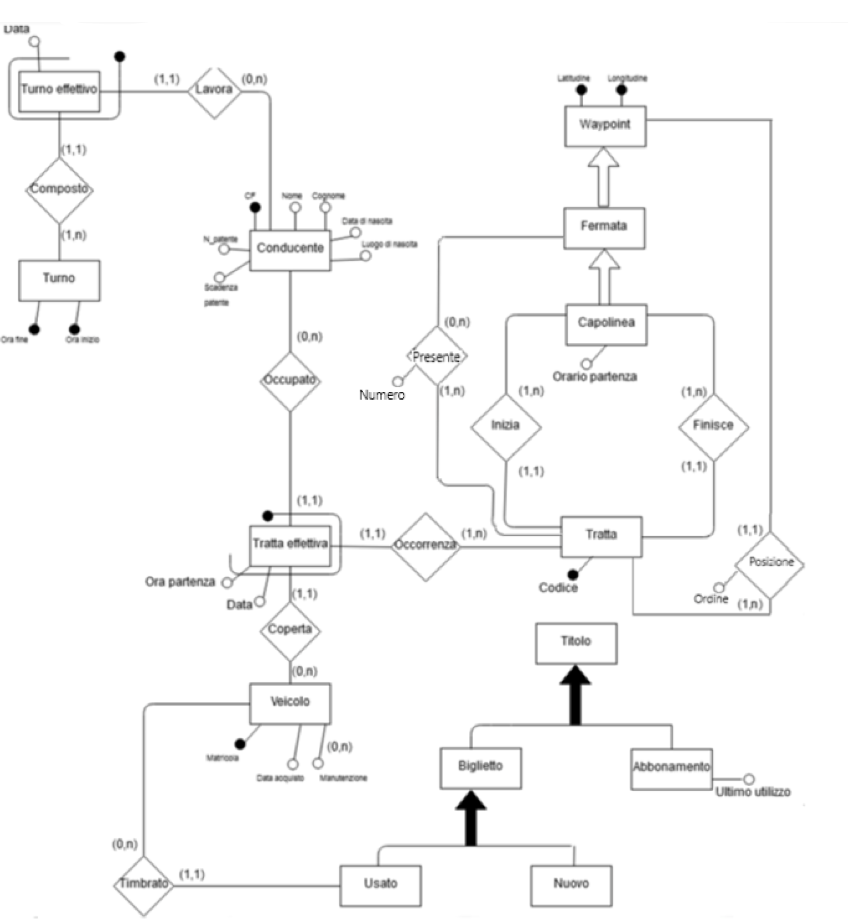 Data
Turno effettivo
(1,1)
Lavora
(0,n)
(1,1)
Composto
(1,n)
Turno
Ora fine
Ora inizio
CF
Nome
Cognome
Data di nascita
N_patente
Conducente
Luogo di nascita
Scadenza
patente
(0,n)
Occupato
(1,1)
Tratta effettiva
(1,1)
Occorrenza
(1,n)
Ora partenza
Data
(1,1)
Coperta
(0,n)
Veicolo
Matricola
Data acquisto
(0,n)
Manutenzione
(0,n)
Timbrato
(1,1)
Latitudine
Longitudine
Waypoint
Fermata
Capolinea
Orario partenza
(0,n)
Presente
Numero
(1,n)
(1,n)
Inizia
(1,1)
(1,n)
Finisce
(1,1)
Tratta
Codice
(1,1)
Posizione
Ordine
(1,n)
Titolo
Biglietto
Abbonamento
Ultimo utilizzo
Usato
Nuovo